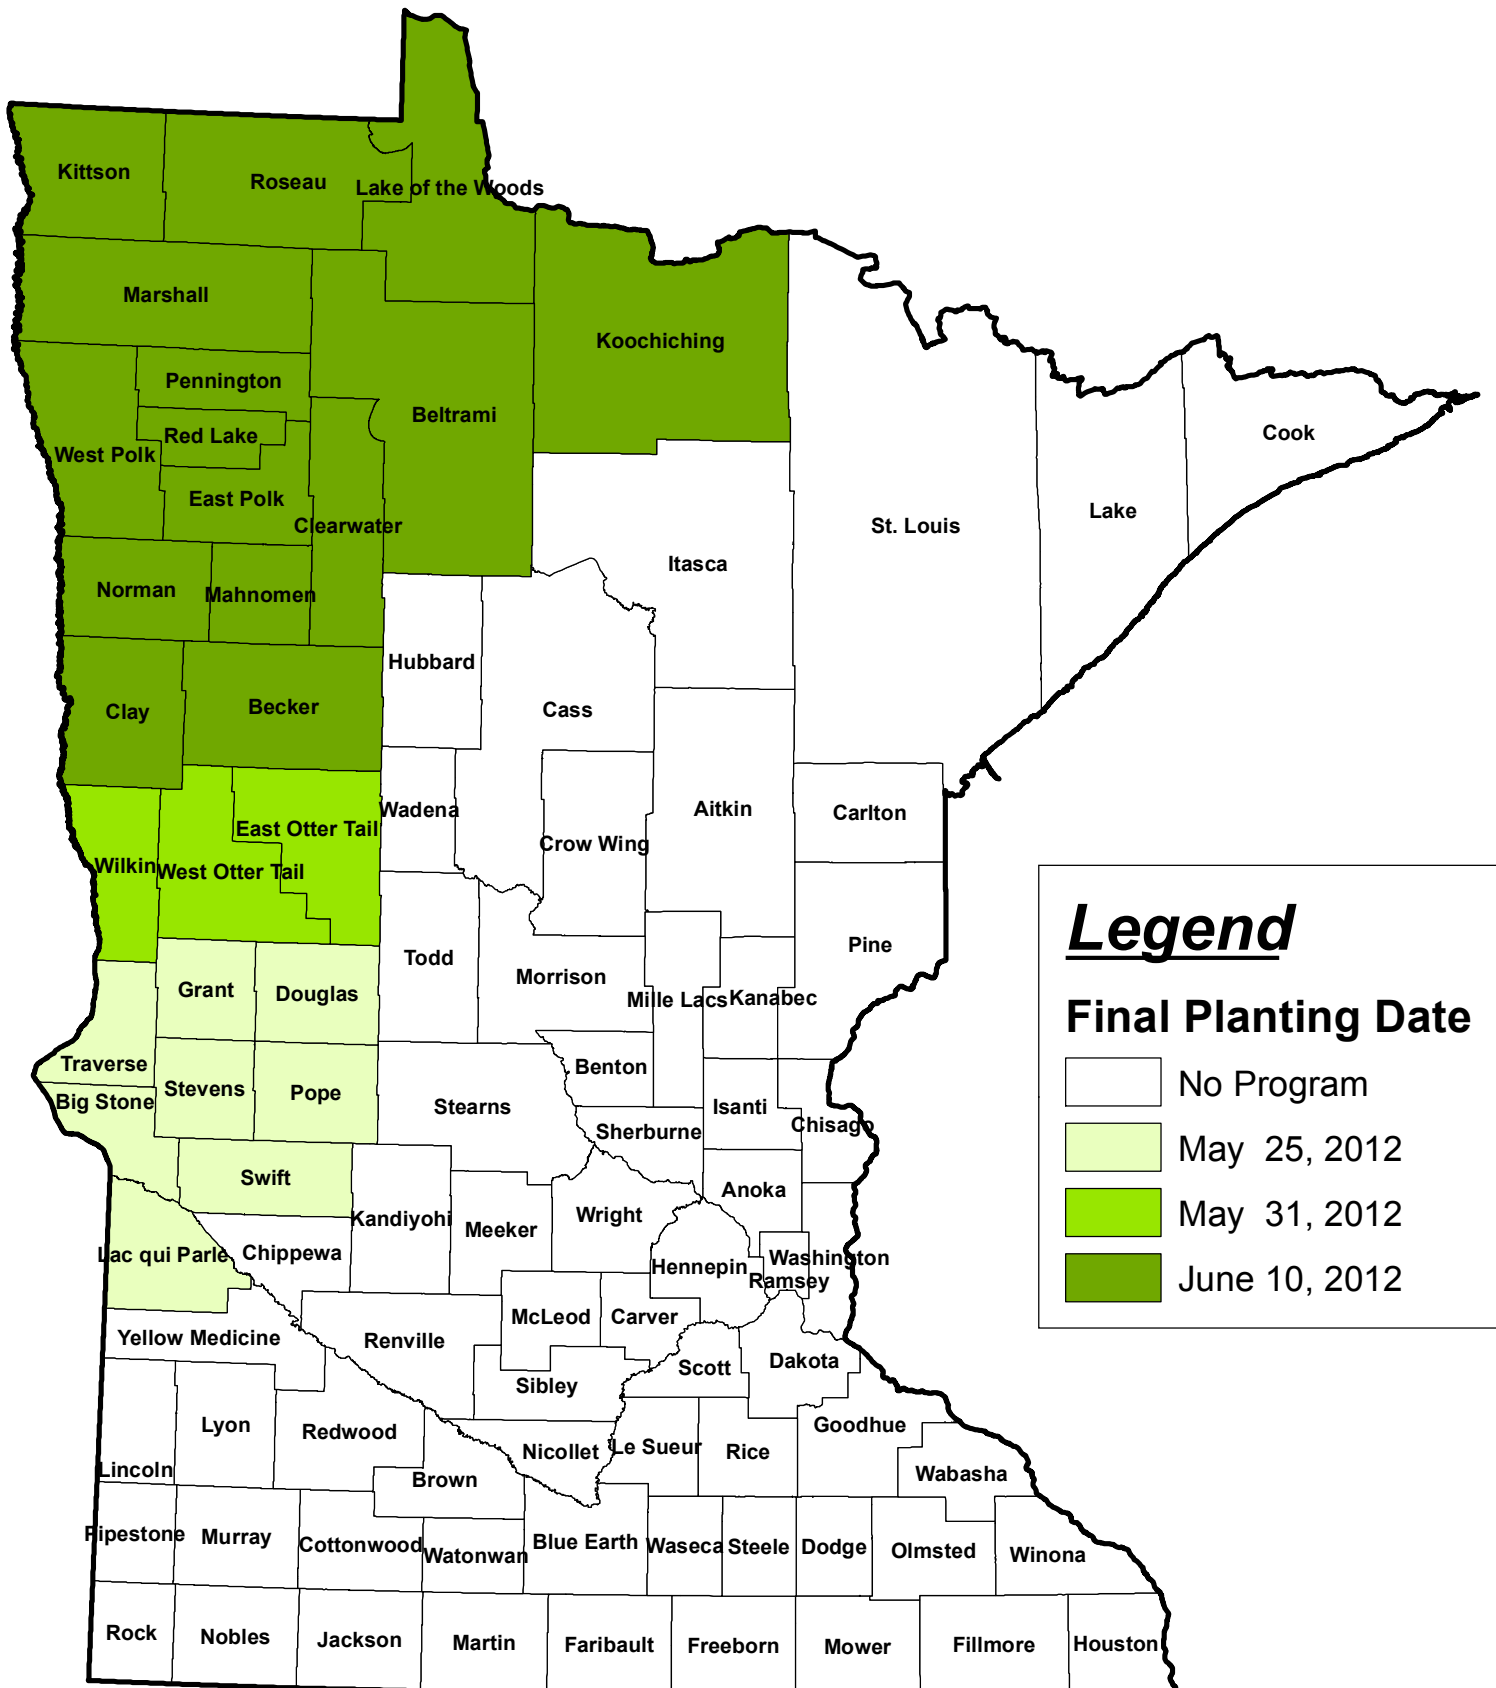 Kittson
Roseau
Lake of the Woods
Marshall
Koochiching
Pennington
Beltrami
Red Lake
West Polk
Cook
East Polk
Clearwater
Lake
St. Louis
Itasca
Norman
Mahnomen
Hubbard
Clay
Becker
Cass
Wadena
Aitkin
Carlton
East Otter Tail
Crow Wing
Wilkin
West Otter Tail
Todd
Pine
Morrison
Grant
Douglas
Mille Lacs
Kanabec
Traverse
Stevens
Pope
Benton
Big Stone
Stearns
Isanti
Chisago
Sherburne
Swift
Anoka
Kandiyohi
Meeker
Wright
Lac qui Parle
Chippewa
Hennepin
Washington
Ramsey
McLeod
Carver
Yellow Medicine
Renville
Scott
Dakota
Sibley
Lyon
Redwood
Goodhue
Nicollet
Le Sueur
Rice
Lincoln
Brown
Wabasha
Pipestone
Murray
Cottonwood
Watonwan
Blue Earth
Waseca
Steele
Dodge
Olmsted
Winona
Rock
Nobles
Jackson
Martin
Faribault
Freeborn
Mower
Fillmore
Houston
Legend
Final Planting Date
No Program
May 25, 2012
May 31, 2012
June 10, 2012